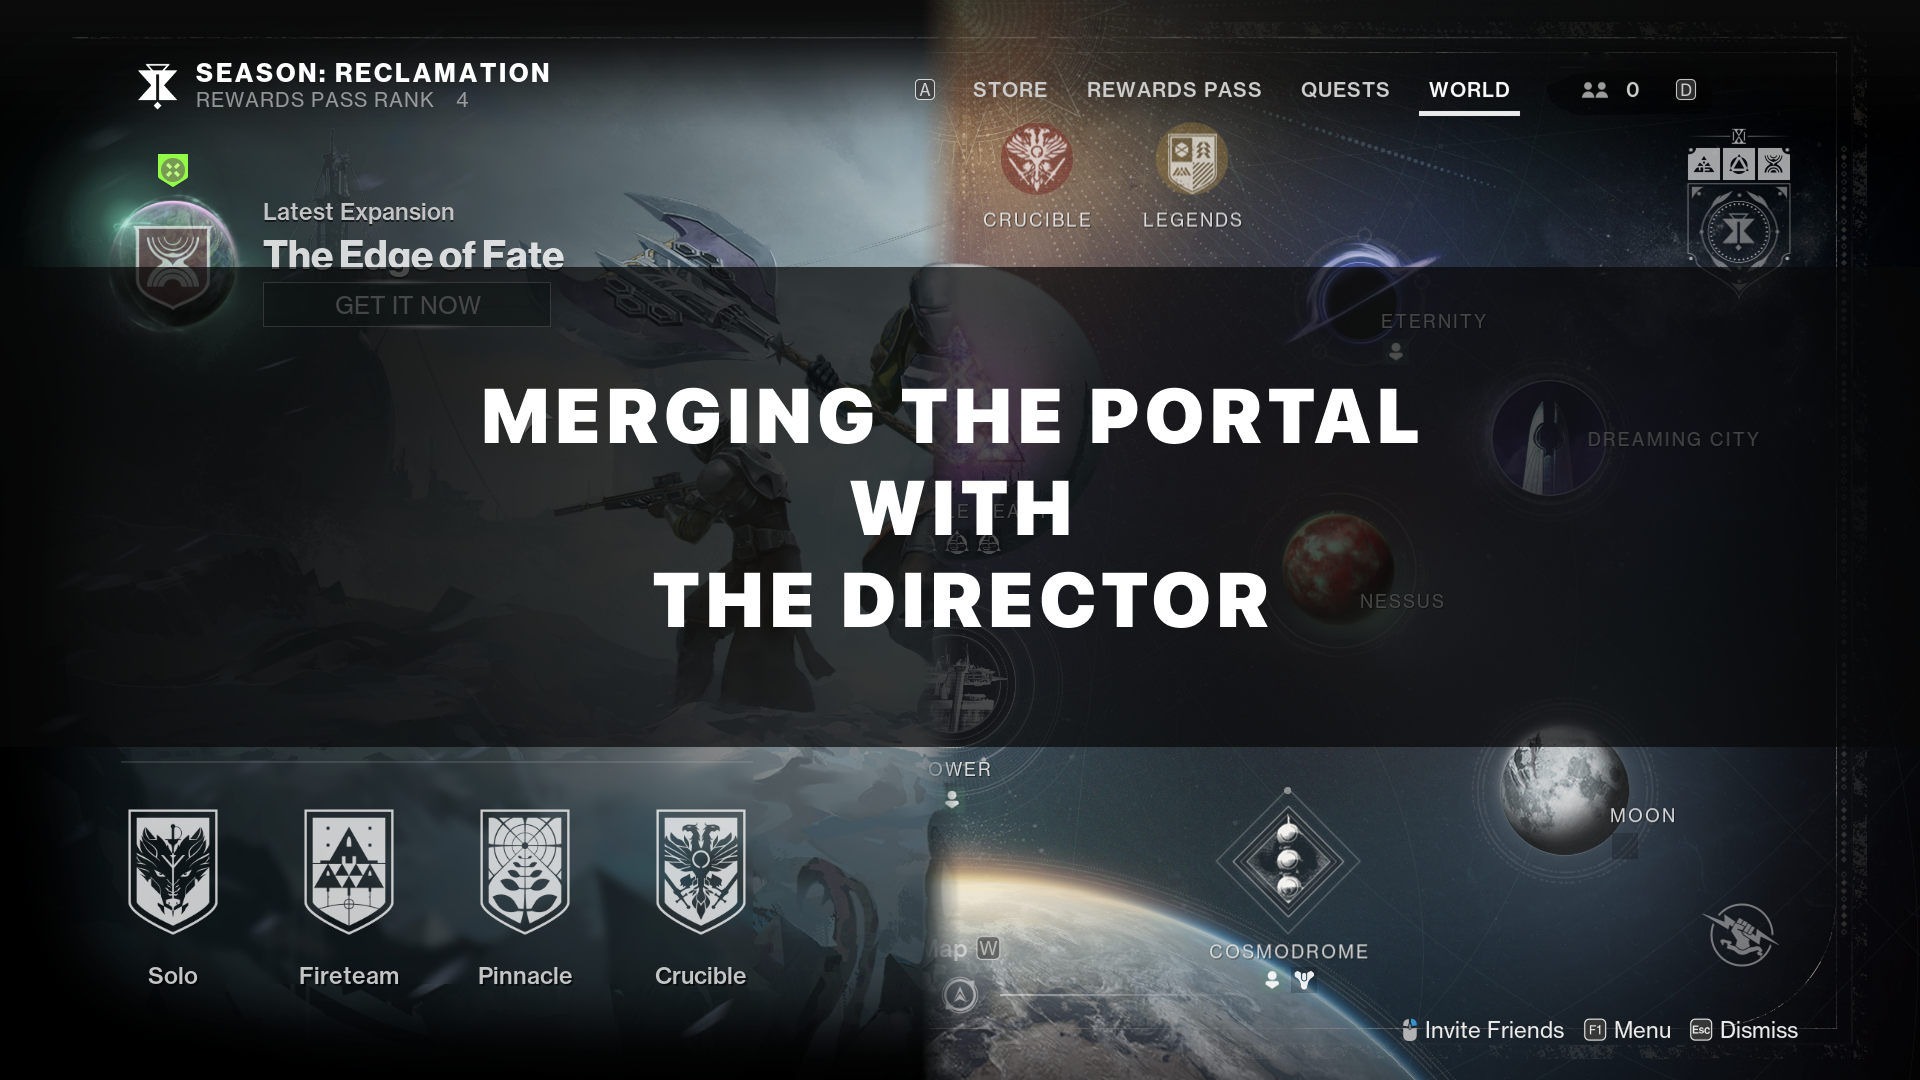 SEASON: RECLAMATION
REWARDS PASS RANK 4
A STORE REWARDS PASS QUESTS WORLD 0 D
Latest Expansion
The Edge of Fate
GET IT NOW
CRUCIBLE LEGENDS
ETERNITY
MERGING THE PORTAL
DREAMING CITY
WITH
THE DIRECTOR
NESSUS
OWER
MOON
Map W
COSMODROME
Solo Fireteam Pinnacle Crucible
Invite Friends F1 Menu Esc Dismiss